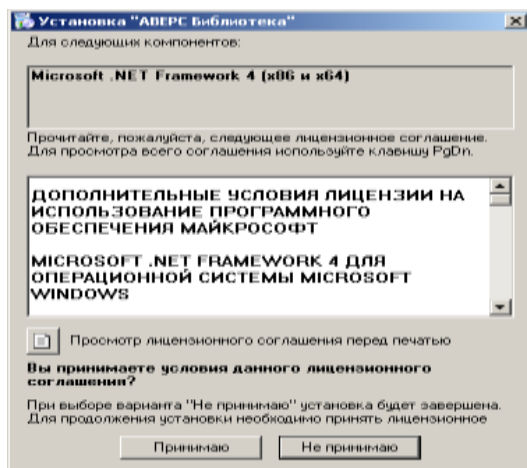 Установка "АВЕРС Библиотека"
Для следующих компонентов:
Microsoft .NET Framework 4 (x86 и x64)
Прочитайте, пожалуйста, следующее лицензионное соглашение.
Для просмотра всего соглашения используйте клавишу PgDn.
ДОПОЛНИТЕЛЬНЫЕ УСЛОВИЯ ЛИЦЕНЗИИ НА
ИСПОЛЬЗОВАНИЕ ПРОГРАММНОГО
ОБЕСПЕЧЕНИЯ МАЙКРОСОФТ
MICROSOFT .NET FRAMEWORK 4 ДЛЯ
ОПЕРАЦИОННОЙ СИСТЕМЫ MICROSOFT
WINDOWS
Просмотр лицензионного соглашения перед печатью
Вы принимаете условия данного лицензионного
соглашения?
При выборе варианта "Не принимаю" установка будет завершена.
Для продолжения установки необходимо принять лицензионное
Принимаю
Не принимаю